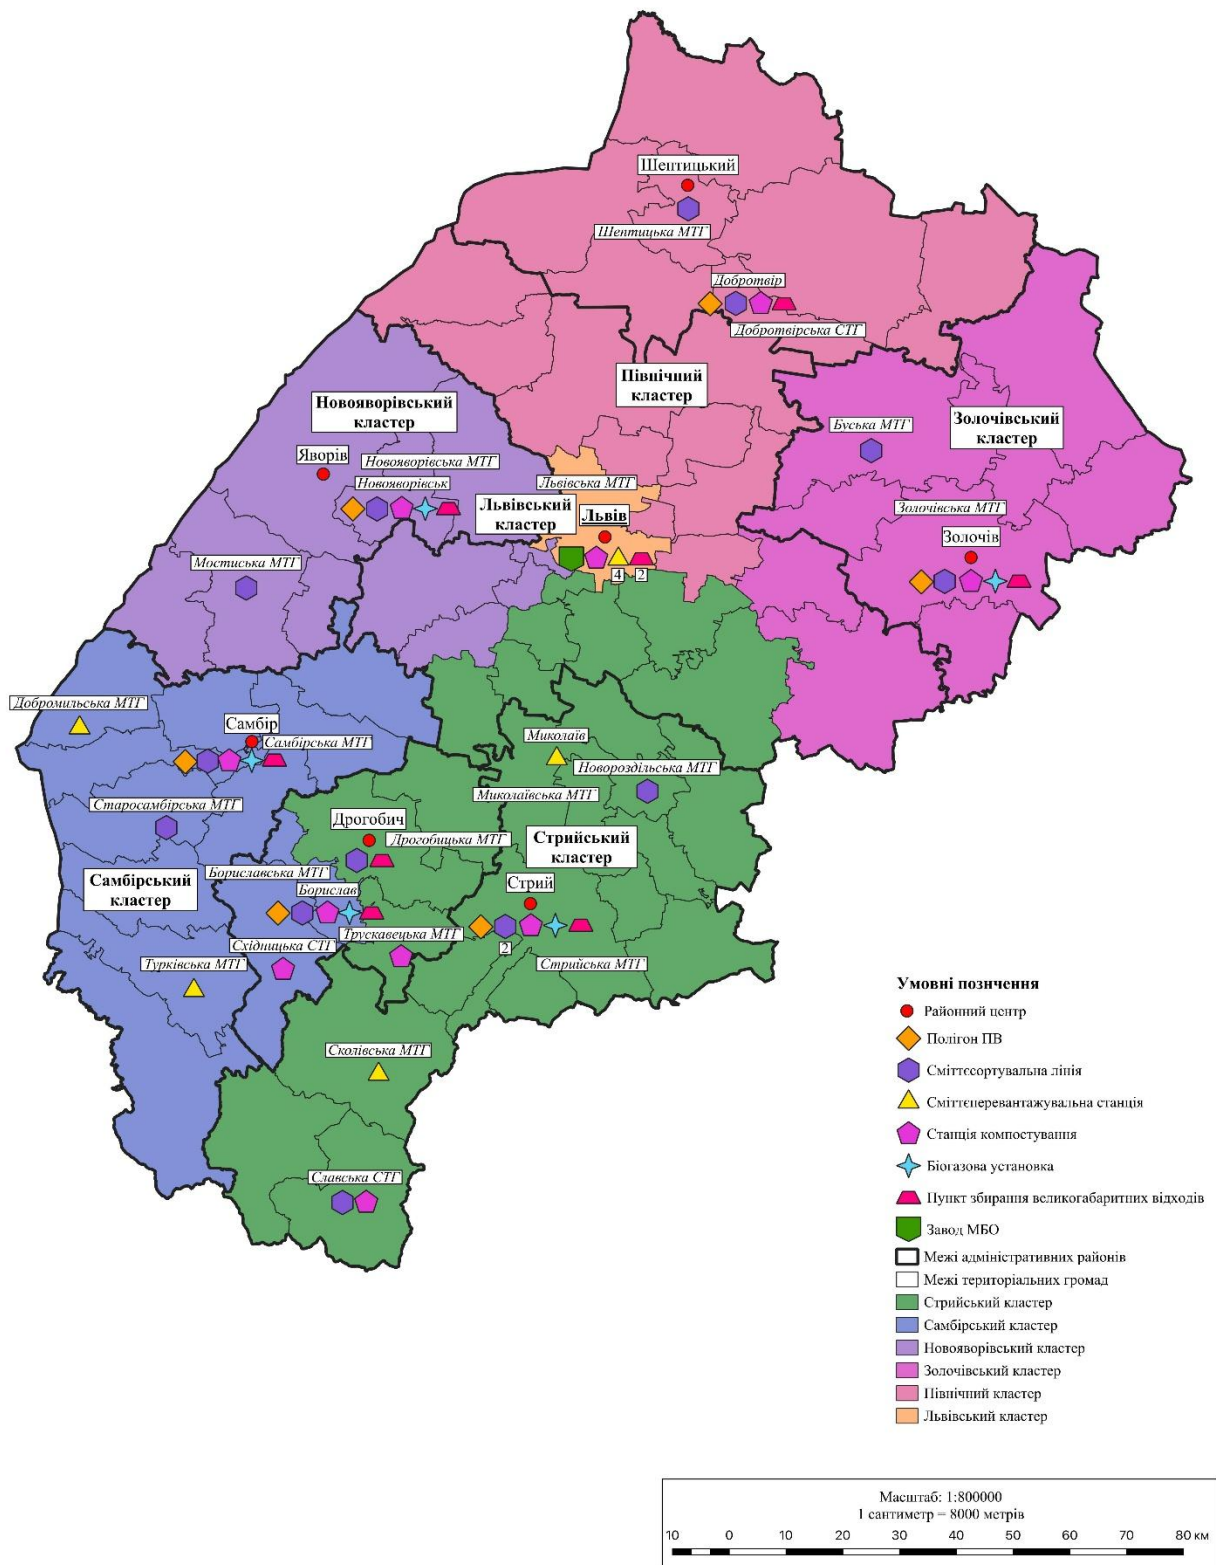 Шептицький
Шептицька МТГ
Добротвір
Добротвірська СТГ
Північний
кластер
Новояворівський
кластер
Буська МТГ
Золочівський
кластер
Яворів
Новояворівська МТГ
Новояворівськ
Львівська МТГ
Львівський
кластер
Львів
4
2
Золочівська МТГ
Золочів
Мостиська МТГ
Добромильська МТГ
Самбір
Самбірська МТГ
Миколаїв
Новороздільська МТГ
Миколаївська МТГ
Старосамбірська МТГ
Дрогобич
Дрогобицька МТГ
Стрийський
кластер
Самбірський
кластер
Бориславська МТГ
Борислав
Стрий
2
Трускавецька МТГ
Східницька СТГ
Турківська МТГ
Стрийська МТГ
Сколівська МТГ
Славська СТГ
Умовні познчення
Районний центр
Полігон ПВ
Сміттєсортувальна лінія
Сміттєперевантажувальна станція
Станція компостування
Біогазова установка
Пункт збирання великогабаритних відходів
Завод МБО
Межі адміністративних районів
Межі територіальних громад
Стрийський кластер
Самбірський кластер
Новояворівський кластер
Золочівський кластер
Північний кластер
Львівський кластер
Масштаб: 1:800000
1 сантиметр = 8000 метрів
10 0 10 20 30 40 50 60 70 80 км